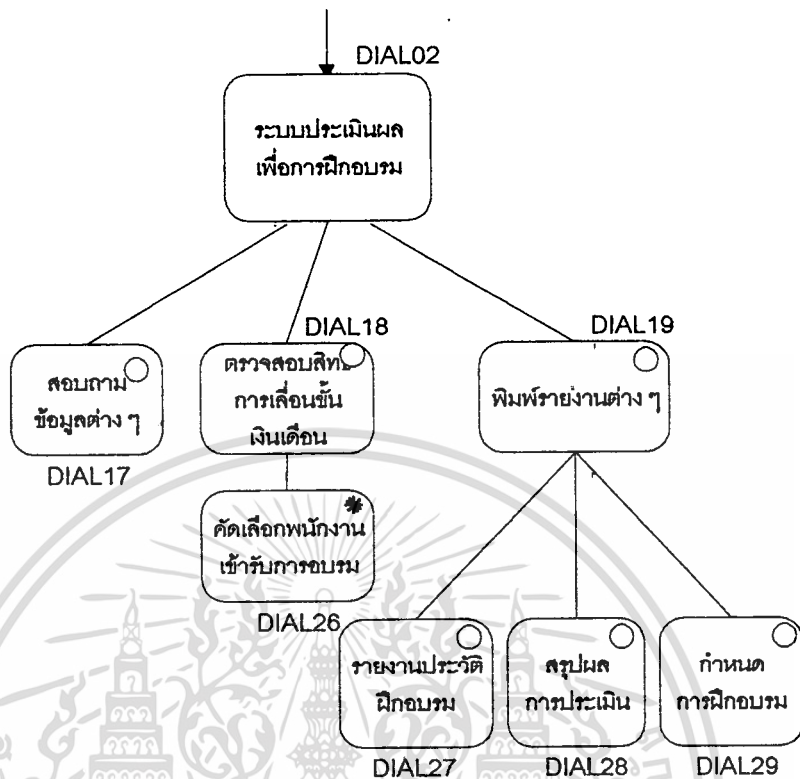 DIAL02
ระบบประเมินผล
เพื่อการฝึกอบรม
DIAL18
DIAL19
สอบถาม
ข้อมูลต่าง ๆ
ตรวจสอบสิทธิ
การเลื่อนขั้น
เงินเดือน
พิมพ์รายงานต่าง ๆ
DIAL17
คัดเลือกพนักงาน
เข้ารับการอบรม
DIAL26
รายงานประวัติ
ฝึกอบรม
สรุปผล
การประเมิน
กำหนด
การฝึกอบรม
DIAL27
DIAL28
DIAL29